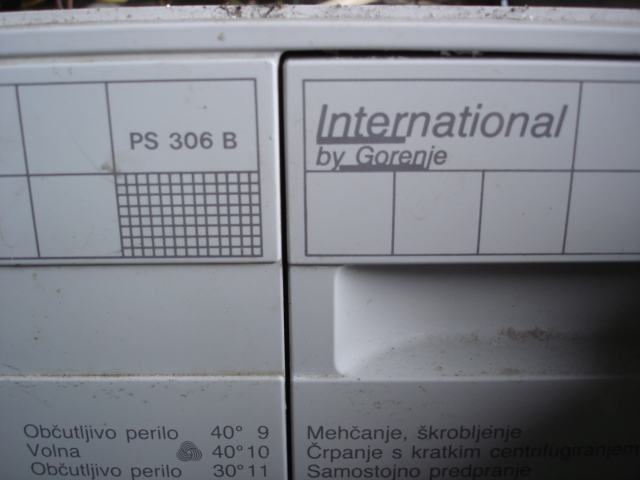 PS 306 B
International
by Gorenje
Občutljivo perilo 40° 9
Volna 40° 10
Občutljivo perilo 30° 11
Mehčanje, škrobljenje
Črpanje s kratkim centrifugiranjem
Samostojno predpranje